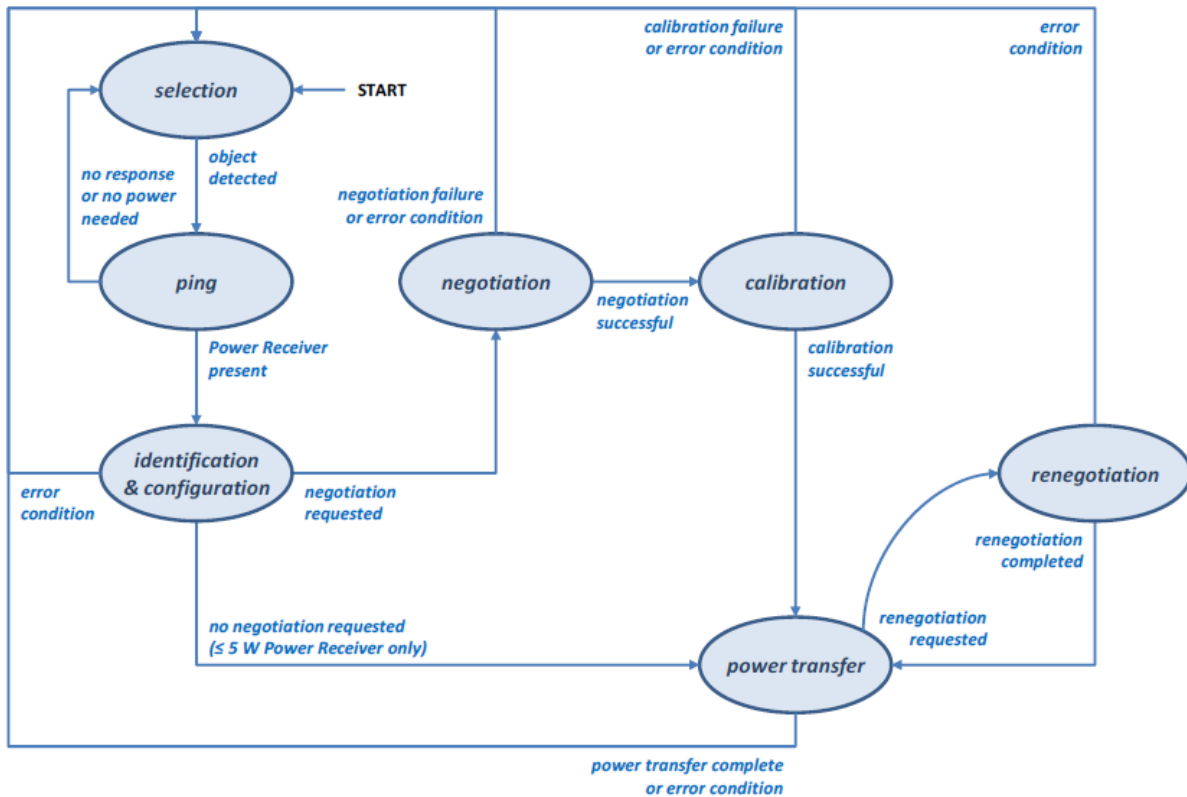 calibration failure
or error condition
error
condition
selection
START
object
detected
no response
or no power
needed
negotiation failure
or error condition
ping
negotiation
calibration
negotiation
successful
Power Receiver
present
calibration
successful
identification
& configuration
renegotiation
error
condition
negotiation
requested
renegotiation
completed
no negotiation requested
(≤ 5 W Power Receiver only)
renegotiation
requested
power transfer
power transfer complete
or error condition